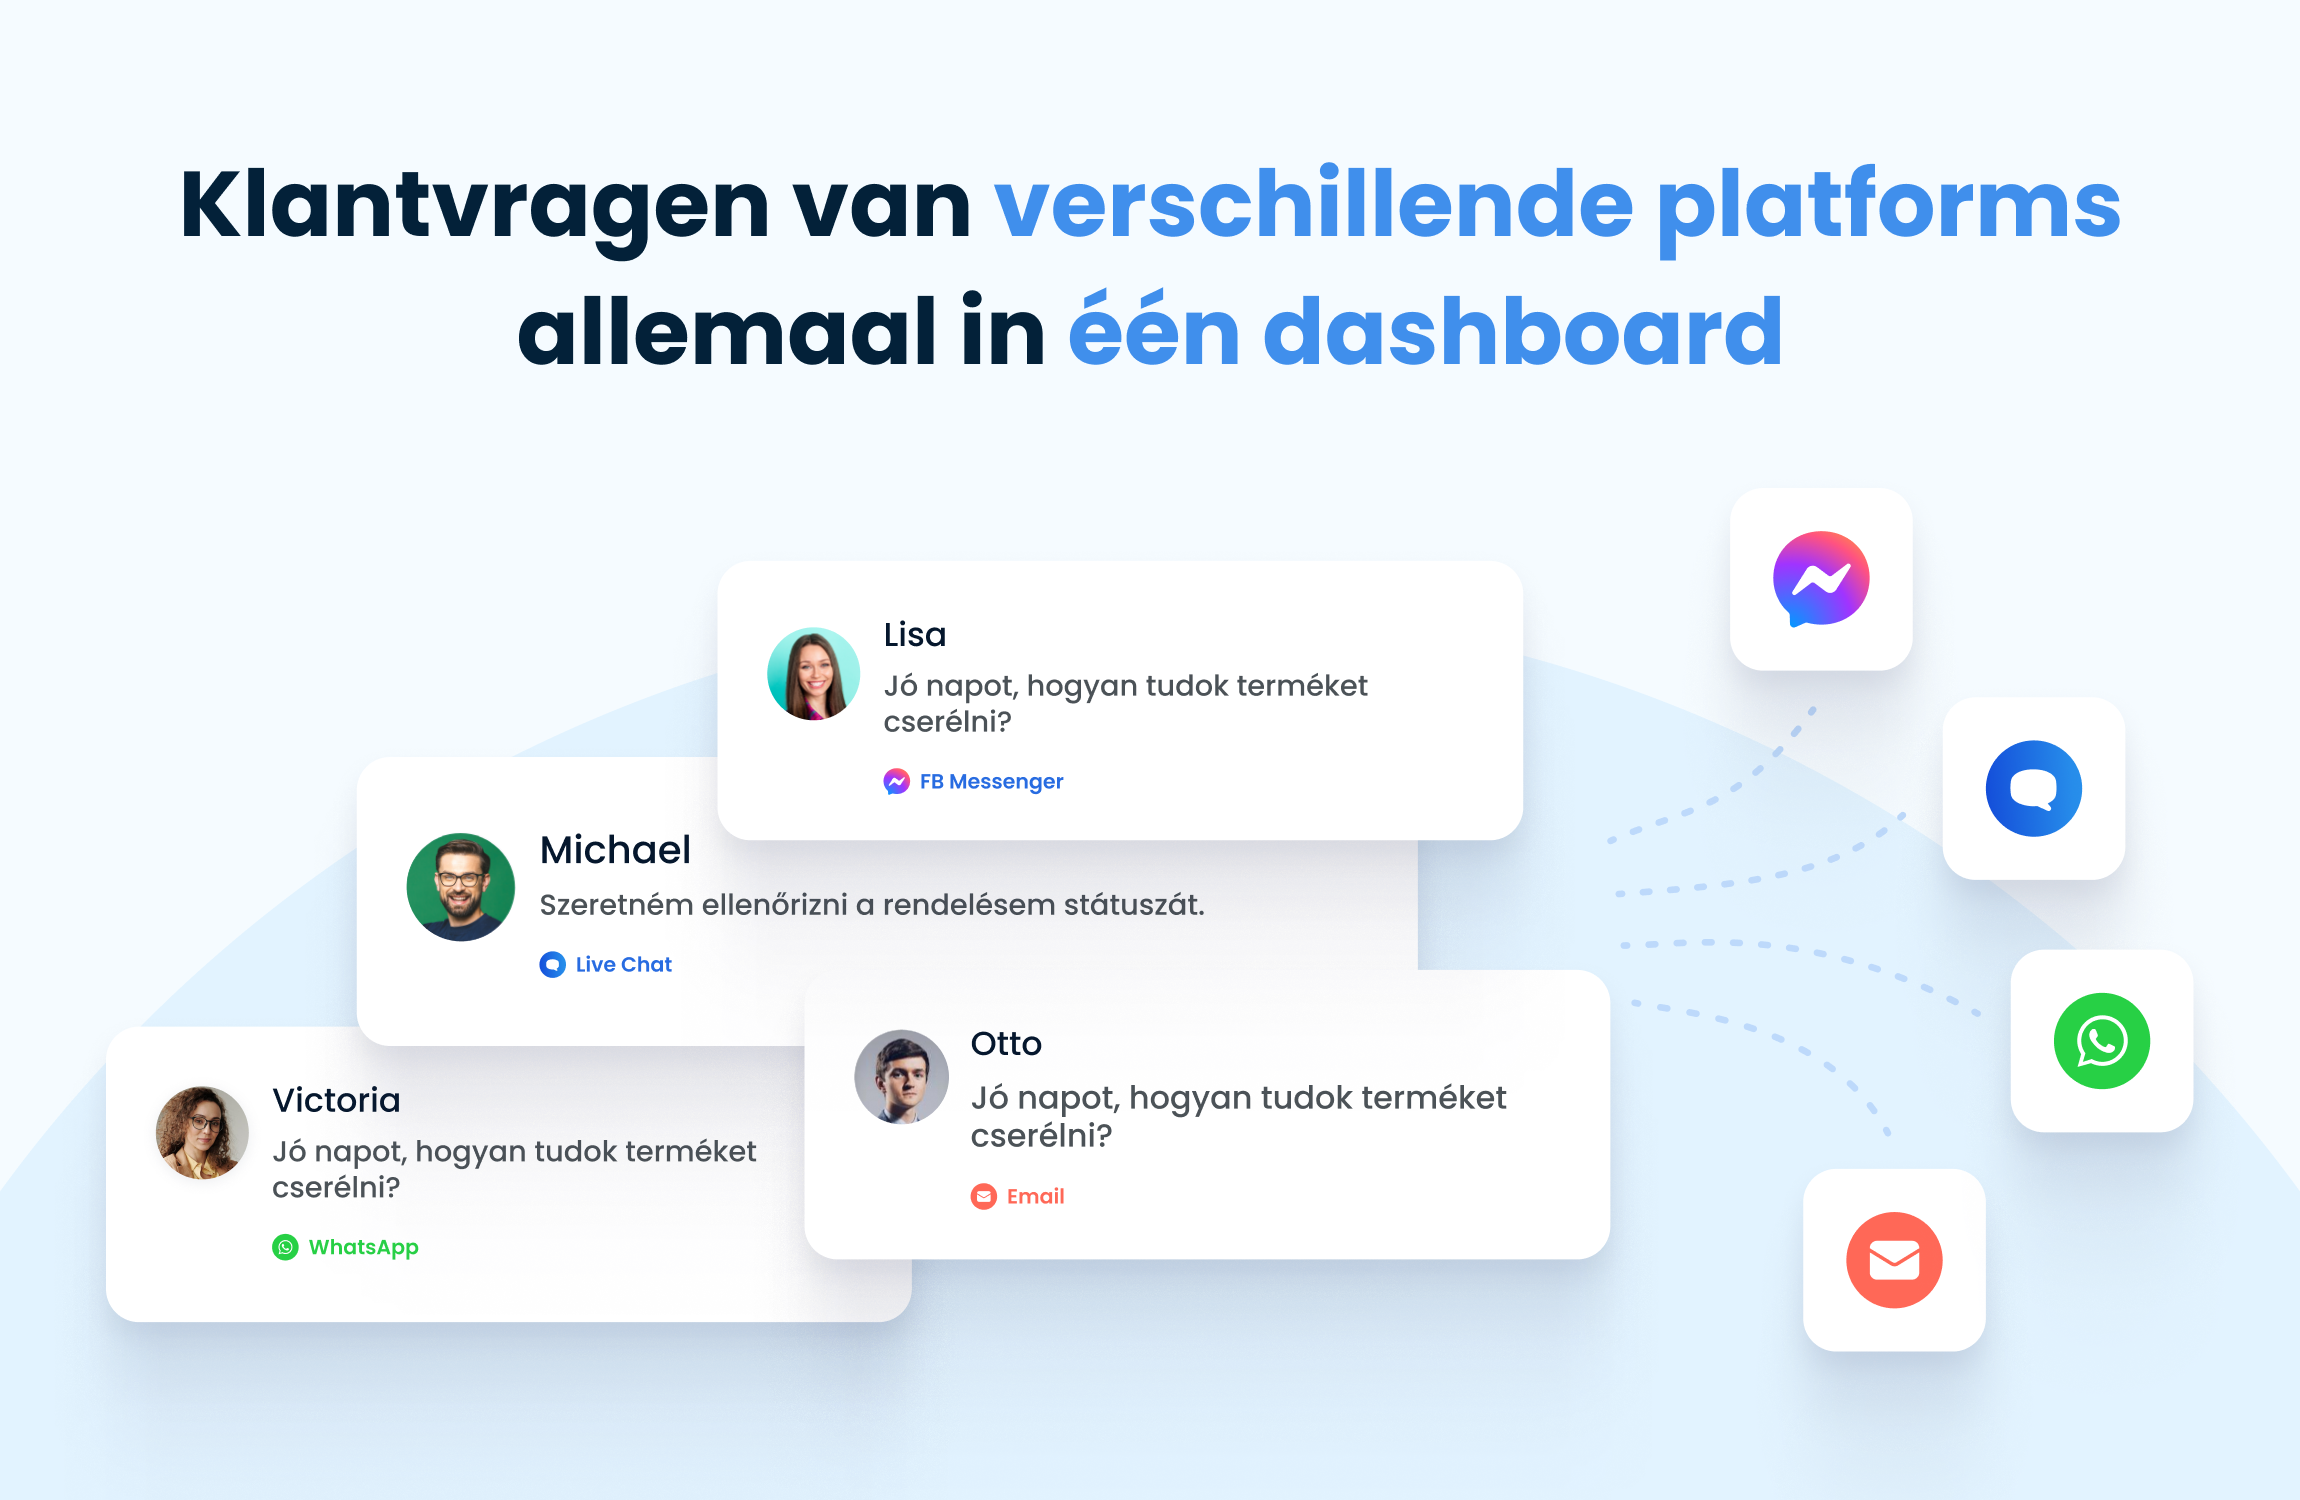 Klantvragen van verschillende platforms
allemaal in één dashboard
Lisa
Jó napot, hogyan tudok terméket
cserélni?
FB Messenger
Michael
Szeretném ellenőrizni a rendelésem státuszát.
Live Chat
Otto
Jó napot, hogyan tudok terméket
cserélni?
Email
Victoria
Jó napot, hogyan tudok terméket
cserélni?
WhatsApp